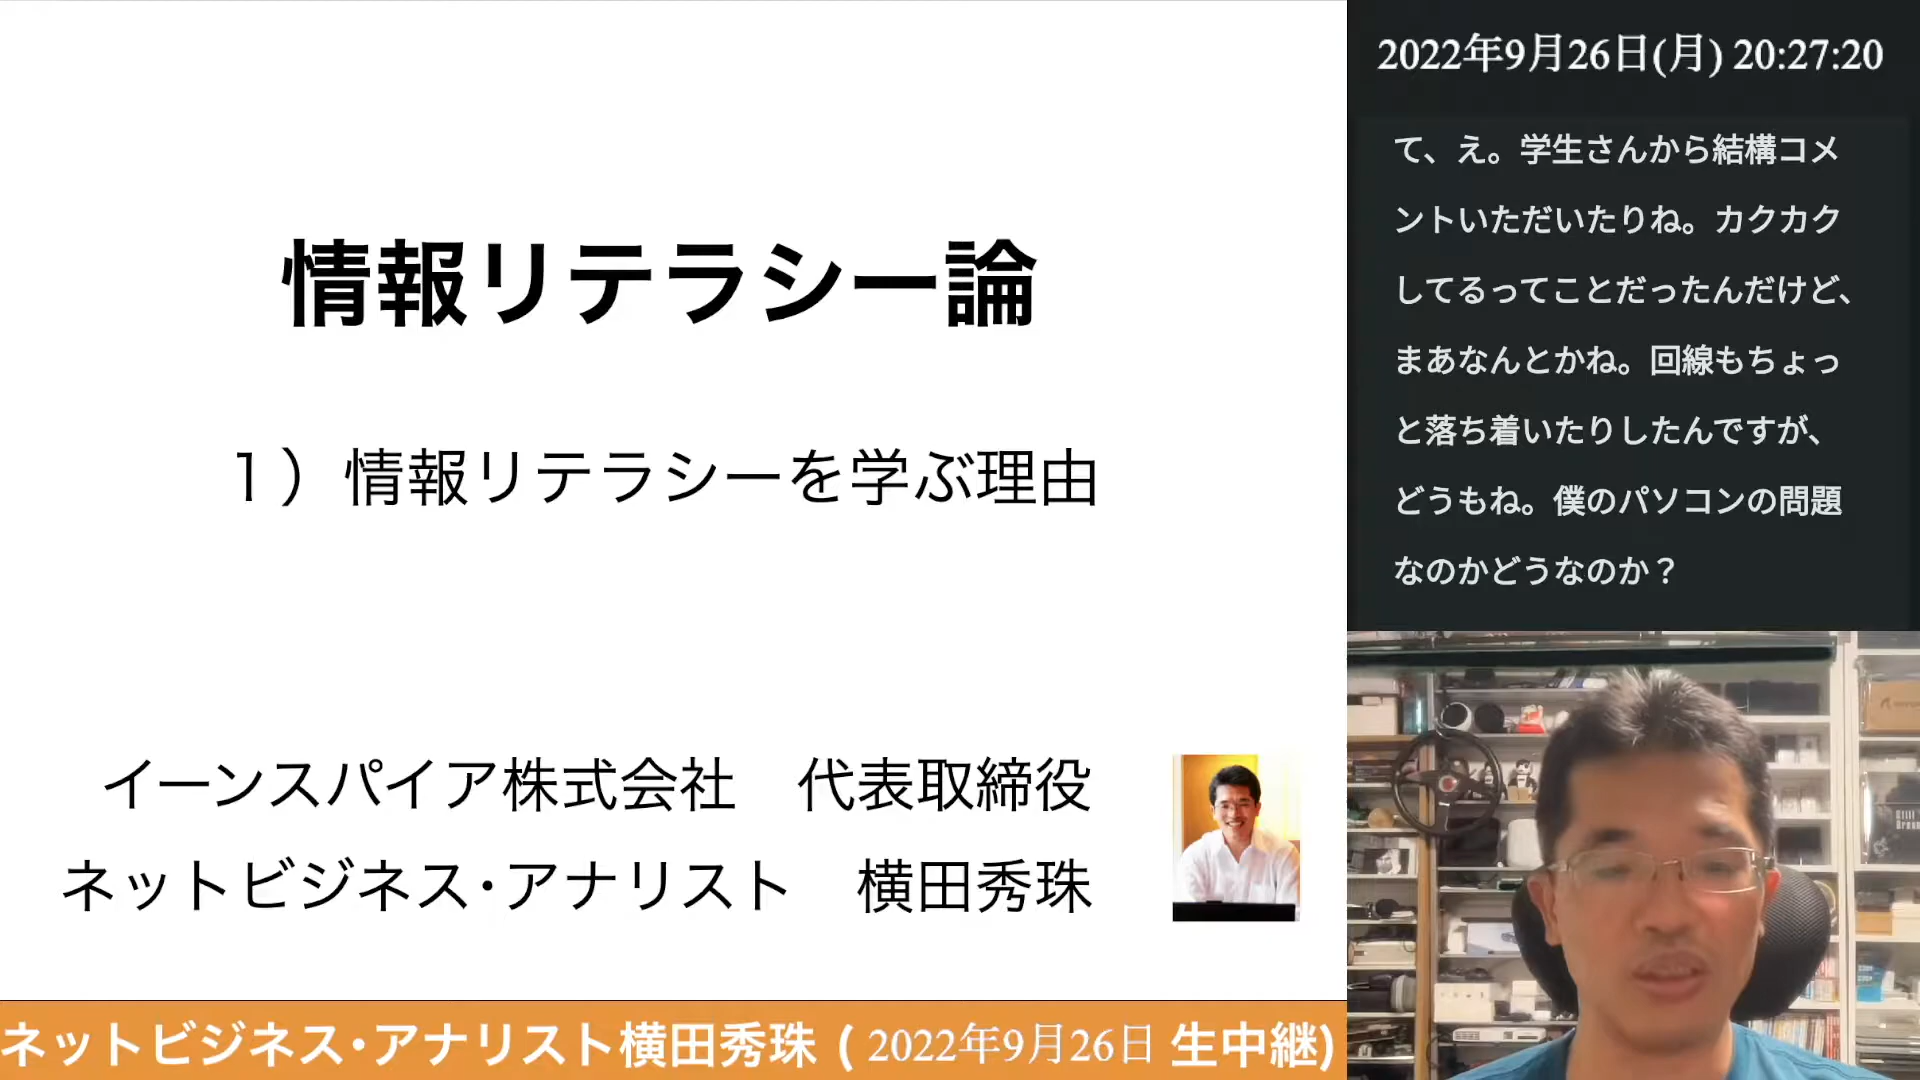 情報リテラシー論
１）情報リテラシーを学ぶ理由
イーンスパイア株式会社　代表取締役
ネットビジネス･アナリスト　横田秀珠
ネットビジネス･アナリスト横田秀珠 ( 2022年9月26日 生中継)
2022年9月26日(月) 20:27:20
て、え。学生さんから結構コメ
ントいただいたりね。カクカク
してるってことだったんだけど、
まあなんとかね。回線もちょっ
と落ち着いたりしたんですが、
どうもね。僕のパソコンの問題
なのかどうなのか？